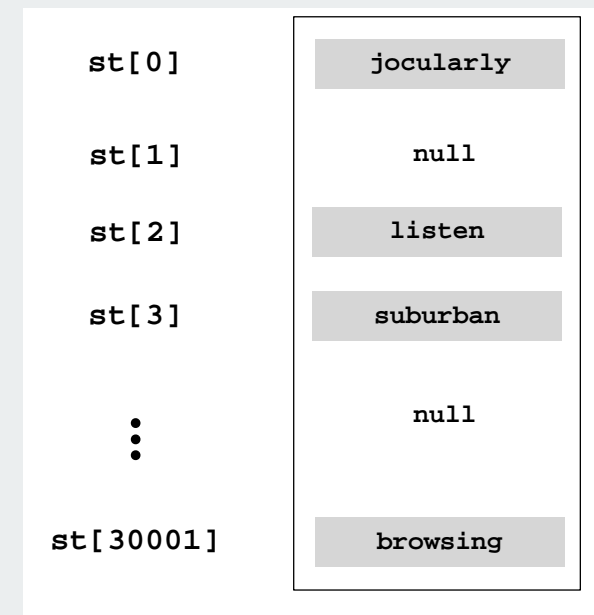 st[0] jocularly
st[1] null
st[2] listen
st[3] suburban
null
st[30001] browsing